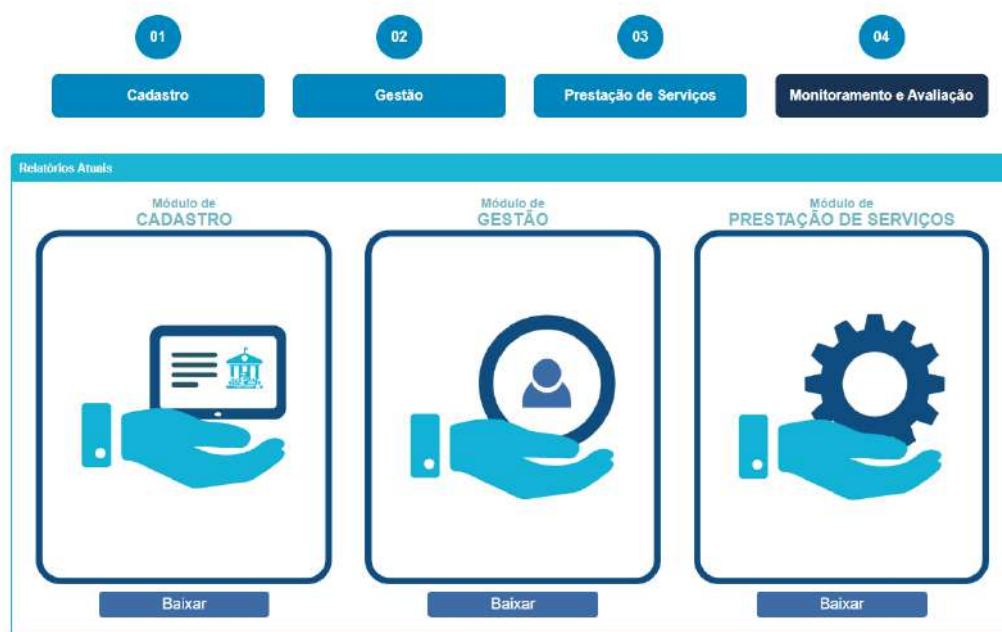 01
02
03
04
Cadastro
Gestão
Prestação de Serviços
Monitoramento e Avaliação
Relatórios Atuais
Módulo de
CADASTRO
Módulo de
GESTÃO
Módulo de
PRESTAÇÃO DE SERVIÇOS
Baixar
Baixar
Baixar